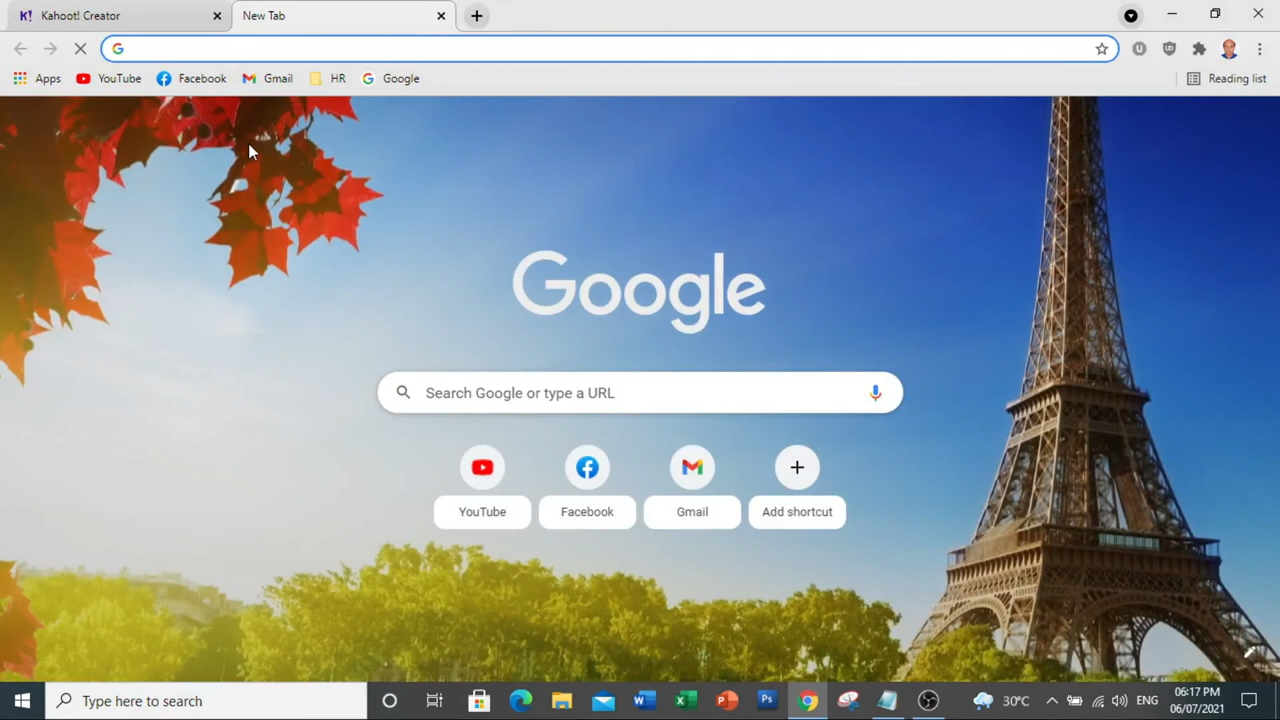 Kahoot! Creator
New Tab
Apps YouTube Facebook Gmail HR Google Reading list
Google
Search Google or type a URL
YouTube Facebook Gmail Add shortcut
Type here to search
30°C ENG 06:17 PM
06/07/2021